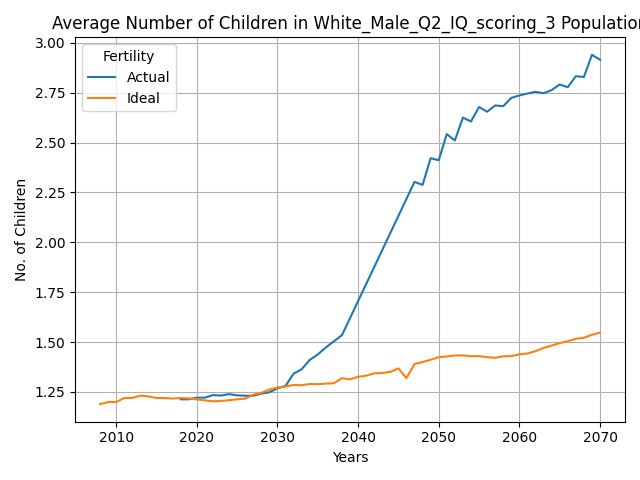 Average Number of Children in White_Male_Q2_IQ_scoring_3 Population
Fertility
Actual
Ideal
3.00
2.75
2.50
2.25
2.00
1.75
1.50
1.25
No. of Children
2010 2020 2030 2040 2050 2060 2070
Years